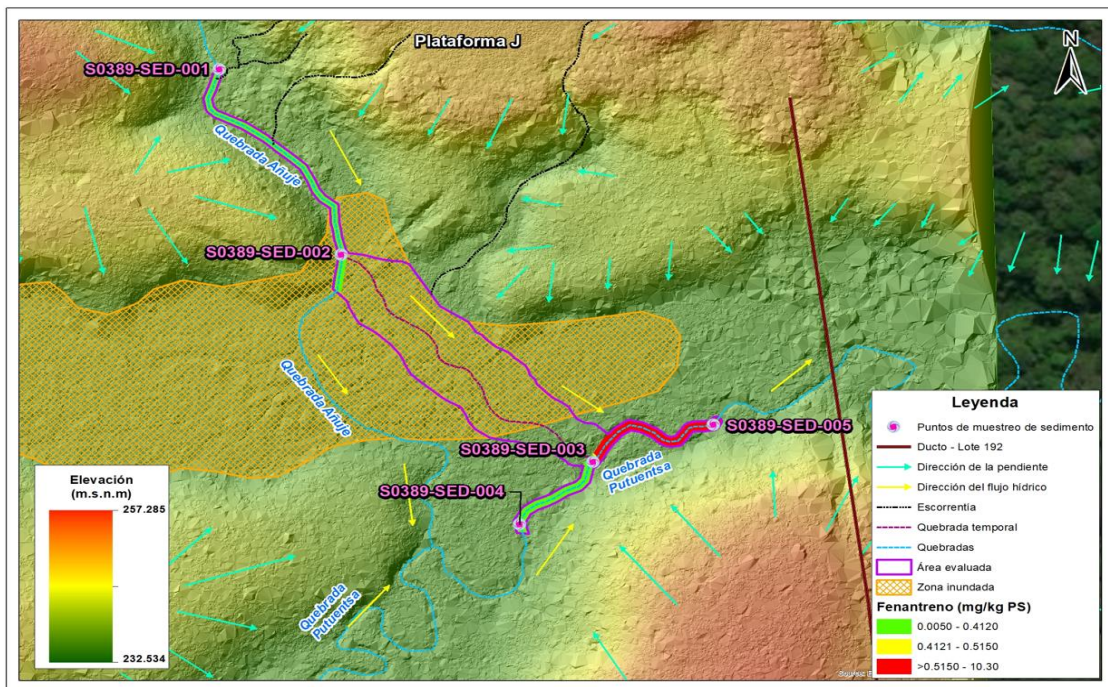 Plataforma J
N
S0389-SED-001
Quebrada Añuje
S0389-SED-002
Quebrada Añuje
S0389-SED-003
S0389-SED-005
Quebrada
Putuentsa
S0389-SED-004
Quebrada
Putuentsa
Elevación
(m.s.n.m)
257.285
232.534
Leyenda
Puntos de muestreo de sedimento
Ducto - Lote 192
Dirección de la pendiente
Dirección del flujo hídrico
Escorrentía
Quebrada temporal
Quebradas
Área evaluada
Zona inundada
Fenantreno (mg/kg PS)
0.0050 - 0.4120
0.4121 - 0.5150
>0.5150 - 10.30